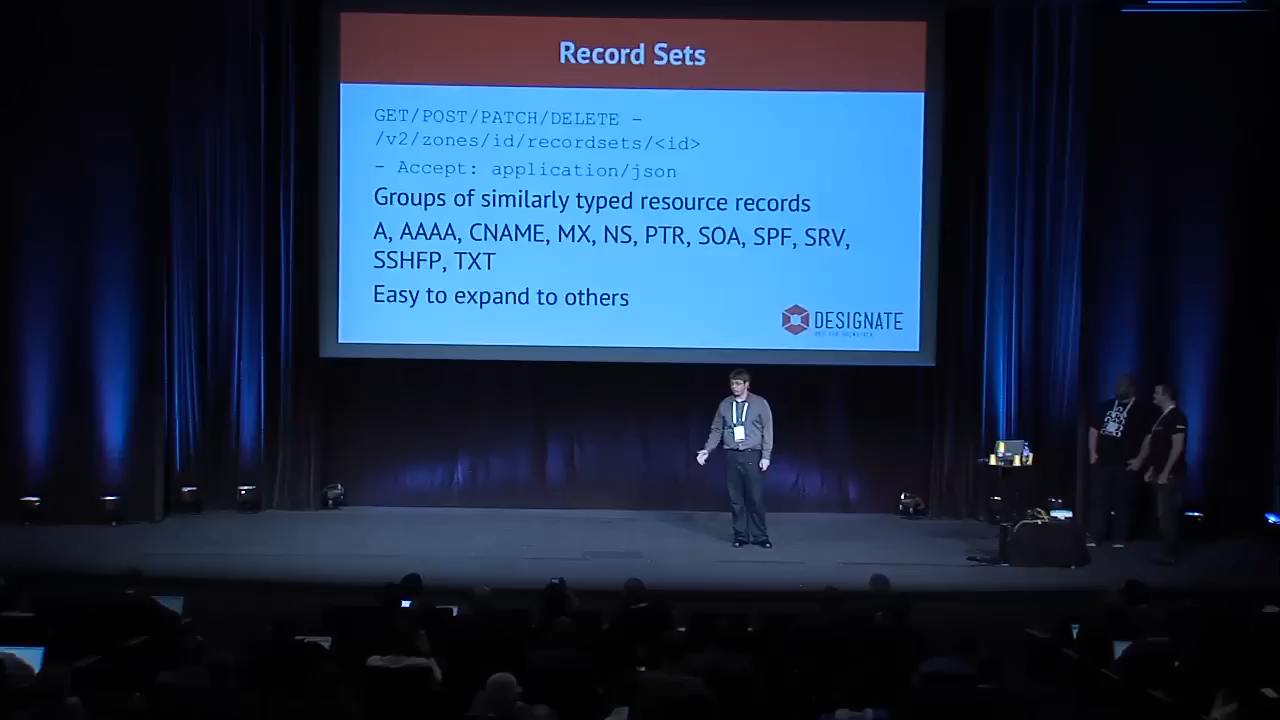 Record Sets
GET/POST/PATCH/DELETE –
/v2/zones/id/recordsets/<id>
- Accept: application/json
Groups of similarly typed resource records
A, AAAA, CNAME, MX, NS, PTR, SOA, SPF, SRV,
SSHFP, TXT
Easy to expand to others
DESIGNATE